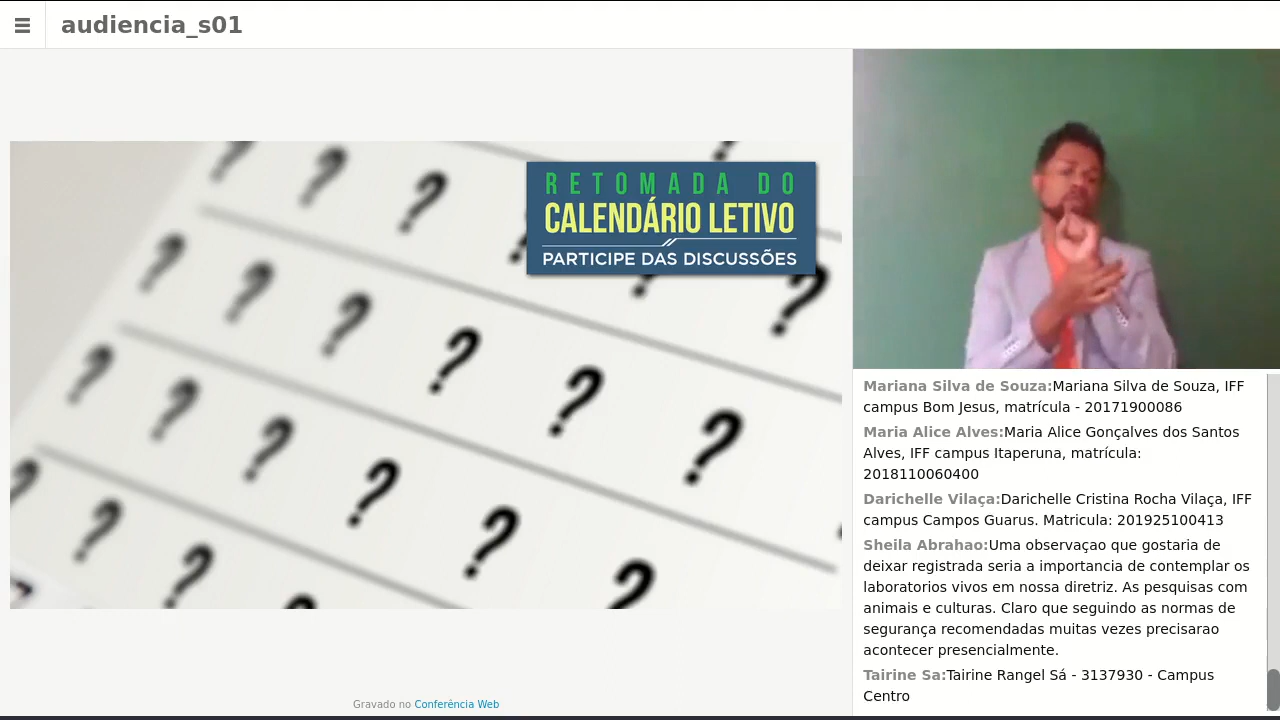 audiencia_s01
RETOMADA DO
CALENDÁRIO LETIVO
PARTICIPE DAS DISCUSSÕES
? ? ? ?
? ? ? ? ? ?
? ? ? ? ? ?
? ? ? ? ?
Gravado no Conferência Web
Mariana Silva de Souza:Mariana Silva de Souza, IFF
campus Bom Jesus, matrícula - 20171900086
Maria Alice Alves:Maria Alice Gonçalves dos Santos
Alves, IFF campus Itaperuna, matrícula:
2018110060400
Darichelle Vilaça:Darichelle Cristina Rocha Vilaça, IFF
campus Campos Guarus. Matricula: 201925100413
Sheila Abrahao:Uma observaçao que gostaria de
deixar registrada seria a importancia de contemplar os
laboratorios vivos em nossa diretriz. As pesquisas com
animais e culturas. Claro que seguindo as normas de
segurança recomendadas muitas vezes precisarao
acontecer presencialmente.
Tairine Sa:Tairine Rangel Sá - 3137930 - Campus
Centro